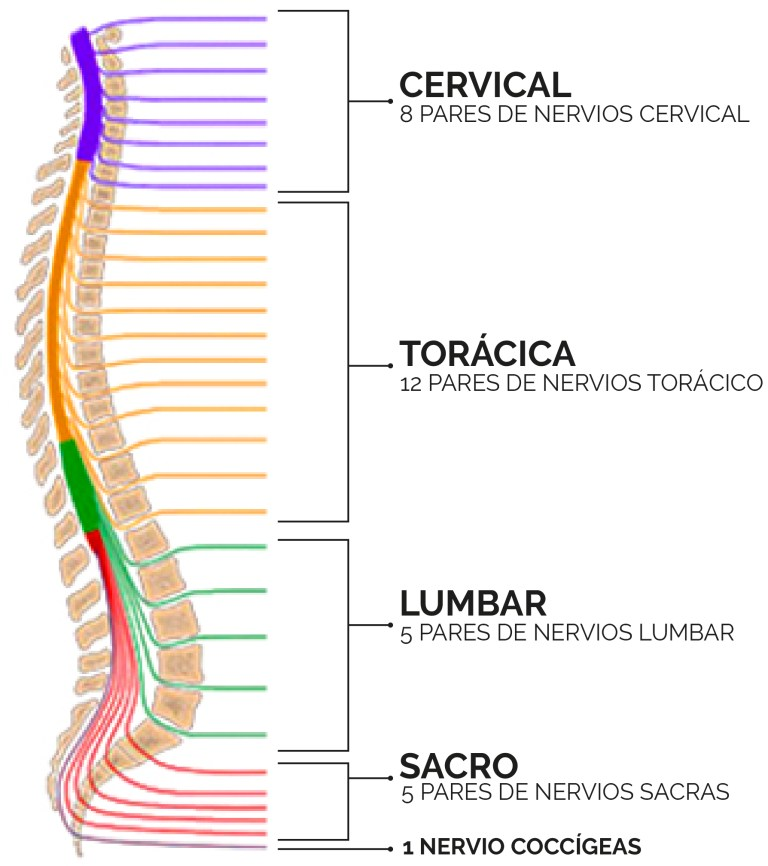 CERVICAL
8 PARES DE NERVIOS CERVICAL
TORÁCICA
12 PARES DE NERVIOS TORÁCICO
LUMBAR
5 PARES DE NERVIOS LUMBAR
SACRO
5 PARES DE NERVIOS SACRAS
1 NERVIO COCCÍGEAS